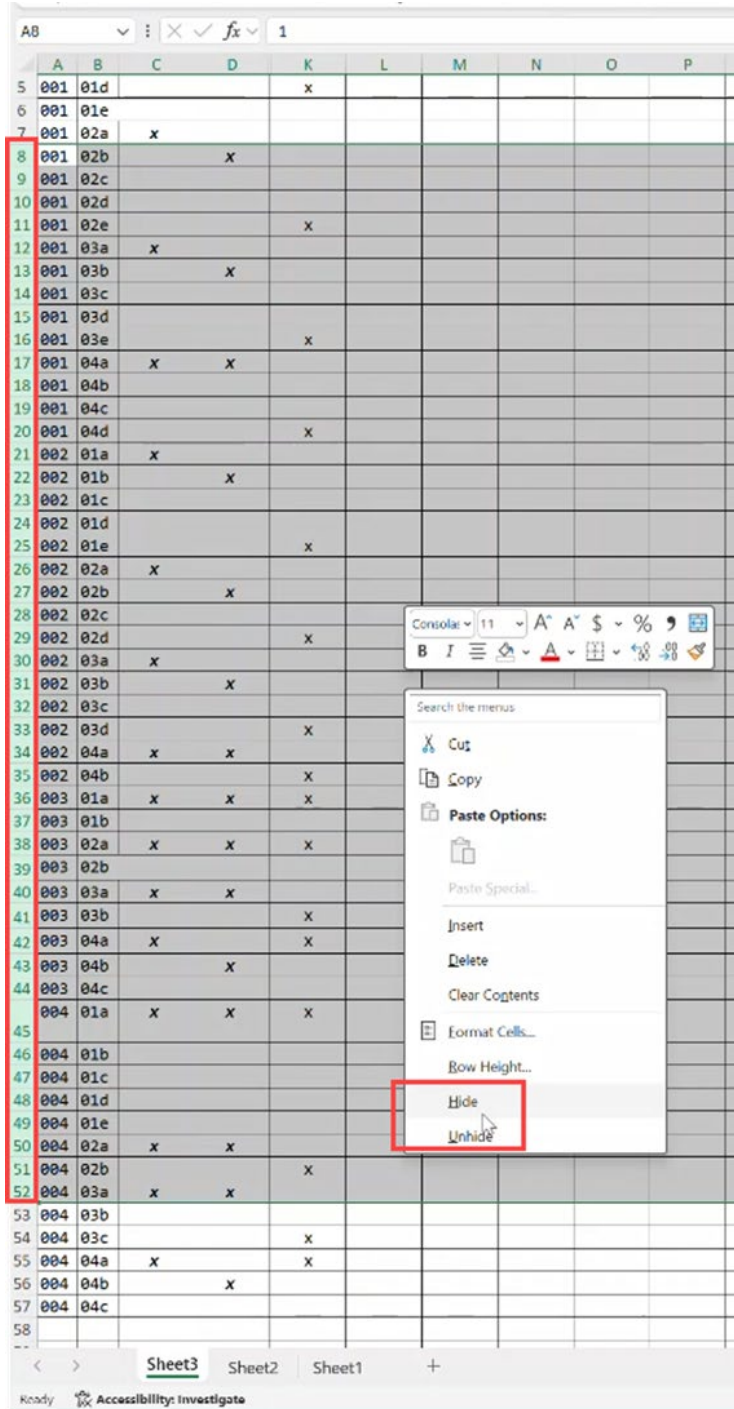 A8 fx 1
A B C D K L M N O P
5 001 01d x
6 001 01e
7 001 02a x
8 001 02b x
9 001 02c
10 001 02d
11 001 02e x
12 001 03a x
13 001 03b x
14 001 03c
15 001 03d
16 001 03e x
17 001 04a x x
18 001 04b
19 001 04c
20 001 04d x
21 002 01a x
22 002 01b x
23 002 01c
24 002 01d
25 002 01e x
26 002 02a x
27 002 02b x
28 002 02c
29 002 02d x
30 002 03a x
31 002 03b x
32 002 03c
33 002 03d x
34 002 04a x x
35 002 04b x
36 003 01a x x x
37 003 01b
38 003 02a x x x
39 003 02b
40 003 03a x x
41 003 03b x
42 003 04a x x
43 003 04b x
44 003 04c
45 004 01a x x x
46 004 01b
47 004 01c
48 004 01d
49 004 01e
50 004 02a x x
51 004 02b x
52 004 03a x x
53 004 03b
54 004 03c x
55 004 04a x x
56 004 04b x
57 004 04c
58
Consolas 11 A A $ % ,
B I A
Search the menus
Cut
Copy
Paste Options:
Paste Special...
Insert
Delete
Clear Contents
Format Cells...
Row Height...
Hide
Unhide
Sheet3 Sheet2 Sheet1 +
Ready Accessibility: Investigate